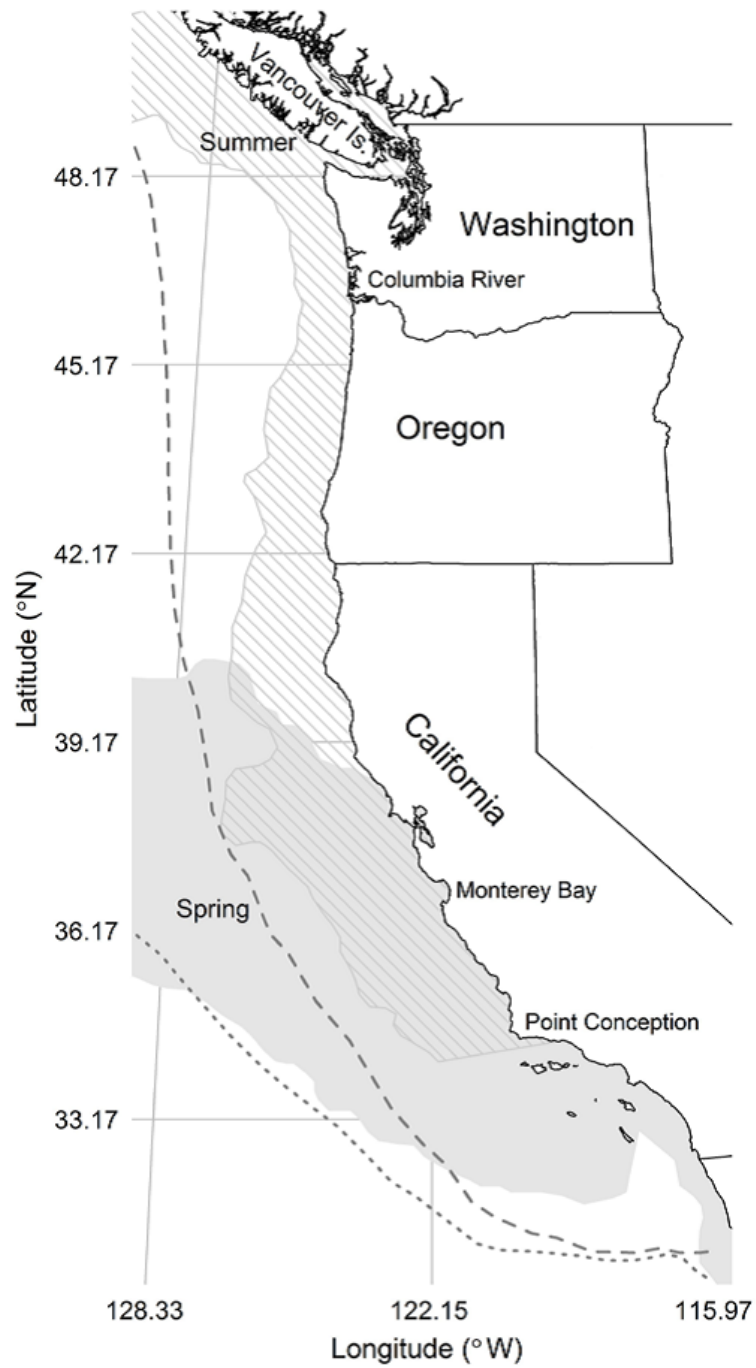 Vancouver Is.
Summer
48.17
Washington
Columbia River
45.17
Oregon
42.17
Latitude (°N)
39.17
California
Monterey Bay
Spring
36.17
Point Conception
33.17
128.33 122.15 115.97
Longitude (°W)